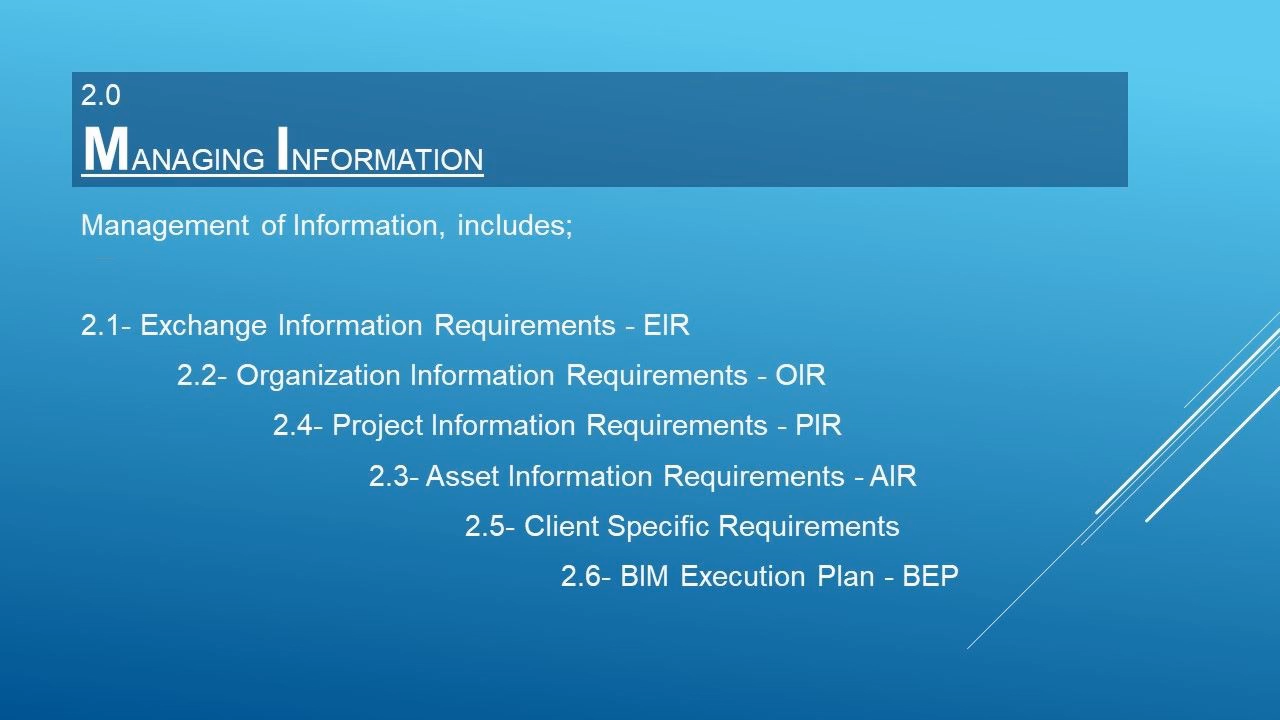 2.0
MANAGING INFORMATION
Management of Information, includes;
2.1- Exchange Information Requirements - EIR
2.2- Organization Information Requirements - OIR
2.4- Project Information Requirements - PIR
2.3- Asset Information Requirements - AIR
2.5- Client Specific Requirements
2.6- BIM Execution Plan - BEP